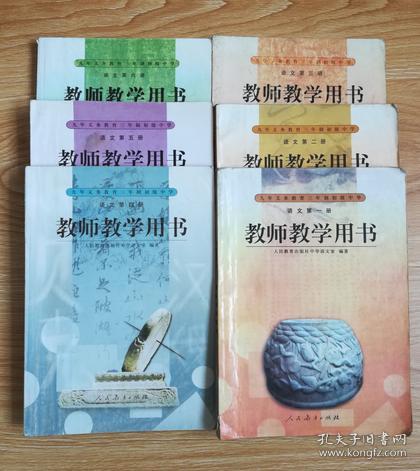 九年义务教育三年制初级中学
语文第六册
教师教学用书
九年义务教育三年制初级中学
语文第三册
教师教学用书
九年义务教育三年制初级中学
语文第五册
教师教学用书
九年义务教育三年制初级中学
语文第二册
教师教学用书
九年义务教育三年制初级中学
语文第四册
教师教学用书
人民教育出版社中学语文室 编著
人民教育出版社
九年义务教育三年制初级中学
语文第一册
教师教学用书
人民教育出版社中学语文室 编著
人民教育出版社
孔夫子旧书网
www.kongfz.com